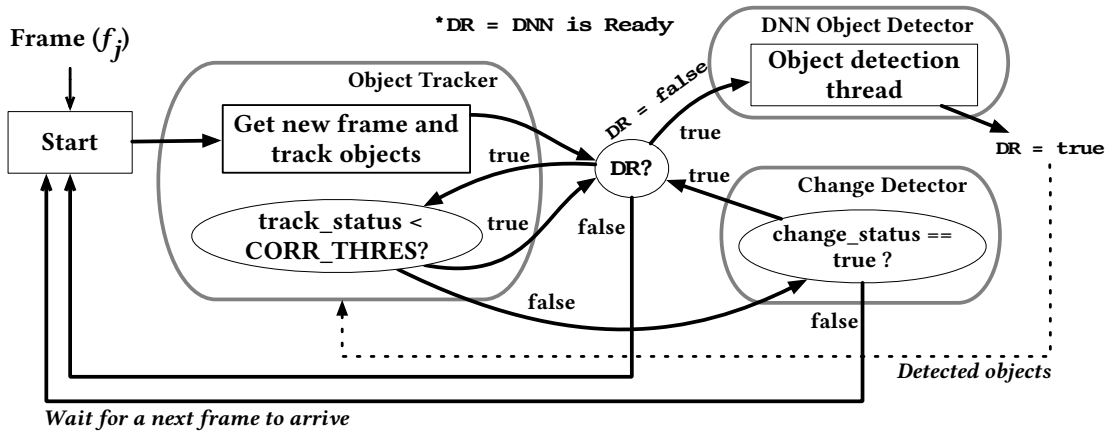 *DR = DNN is Ready
DNN Object Detector
Frame (fj)
Object Tracker
Object detection
thread
DR = false
Start
Get new frame and
track objects
true
true
DR?
DR = true
true
Change Detector
track_status <
CORR_THRES?
true
false
change_status ==
true ?
false
false
Detected objects
Wait for a next frame to arrive